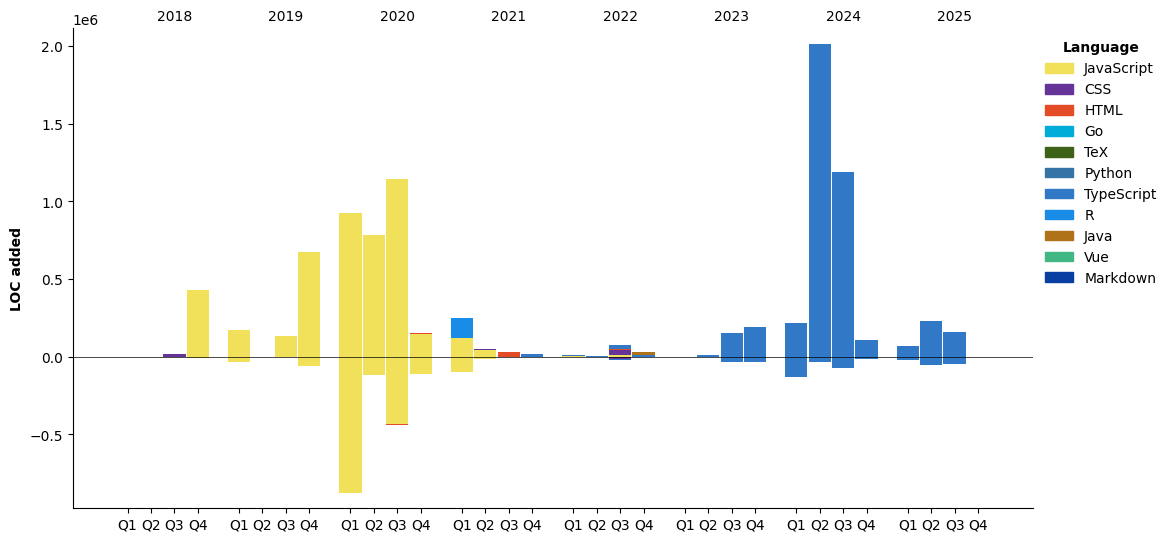 2018 2019 2020 2021 2022 2023 2024 2025
1e6
2.0
1.5
1.0
0.5
0.0
−0.5
LOC added
Q1 Q2 Q3 Q4 Q1 Q2 Q3 Q4 Q1 Q2 Q3 Q4 Q1 Q2 Q3 Q4 Q1 Q2 Q3 Q4 Q1 Q2 Q3 Q4 Q1 Q2 Q3 Q4 Q1 Q2 Q3 Q4
Language
JavaScript
CSS
HTML
Go
TeX
Python
TypeScript
R
Java
Vue
Markdown